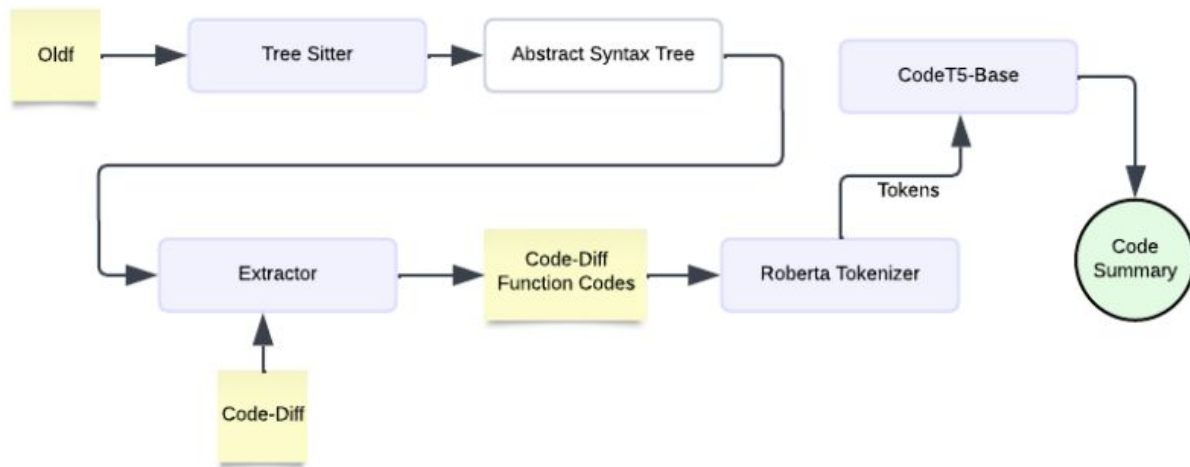 Oldf
Tree Sitter
Abstract Syntax Tree
CodeT5-Base
Tokens
Extractor
Code-Diff
Function Codes
Roberta Tokenizer
Code
Summary
Code-Diff